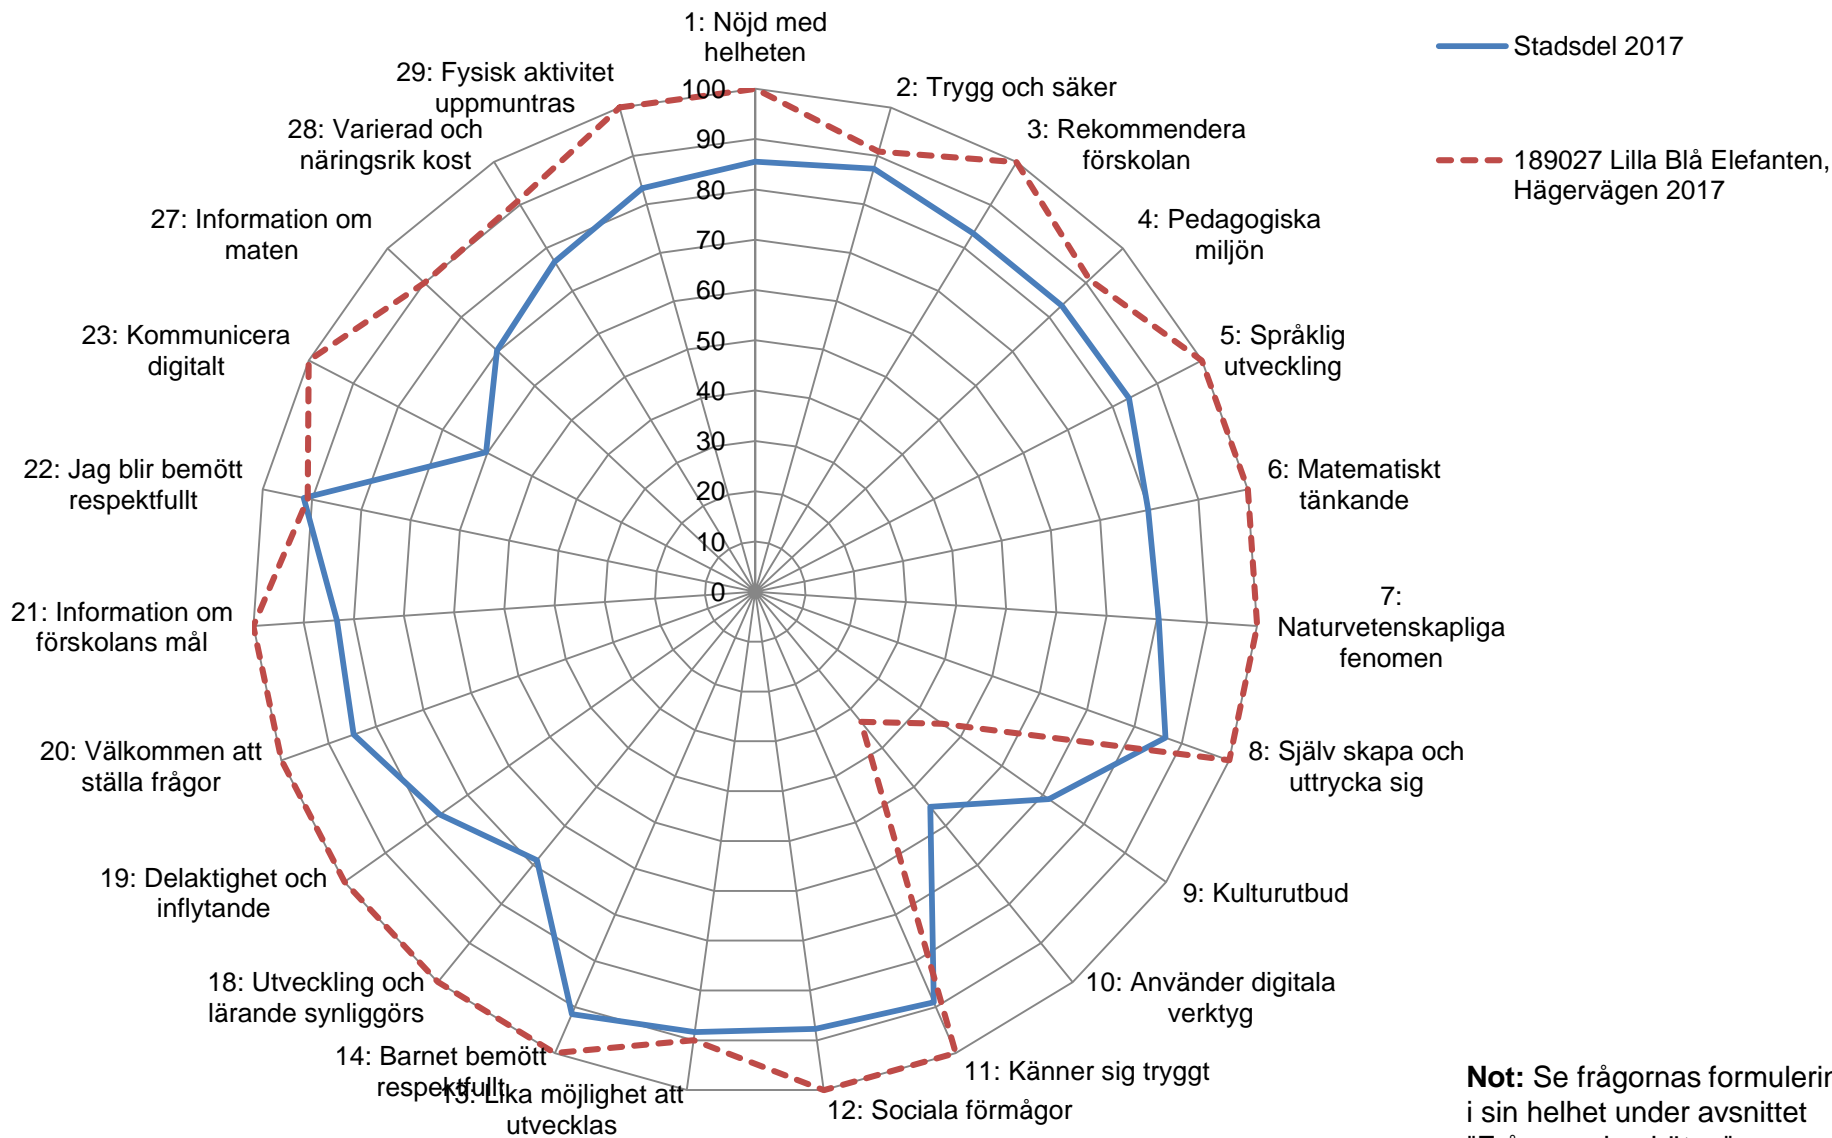 1: Nöjd med
helheten
2: Trygg och säker
3: Rekommendera
förskolan
4: Pedagogiska
miljön
5: Språklig
utveckling
6: Matematiskt
tänkande
7:
Naturvetenskapliga
fenomen
8: Själv skapa och
uttrycka sig
9: Kulturutbud
10: Använder digitala
verktyg
11: Känner sig tryggt
12: Sociala förmågor
13: Lika möjlighet att
utvecklas
14: Barnet bemött
respektfullt
18: Utveckling och
lärande synliggörs
19: Delaktighet och
inflytande
20: Välkommen att
ställa frågor
21: Information om
förskolans mål
22: Jag blir bemött
respektfullt
23: Kommunicera
digitalt
27: Information om
maten
28: Varierad och
näringsrik kost
29: Fysisk aktivitet
uppmuntras
100
90
80
70
60
50
40
30
20
10
0
Stadsdel 2017
189027 Lilla Blå Elefanten,
Hägervägen 2017
Not: Se frågornas formulerin
i sin helhet under avsnittet